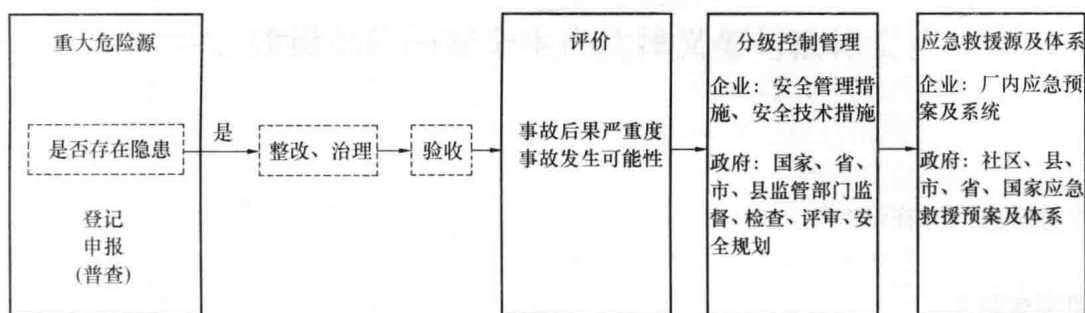 重大危险源
是否存在隐患
登记
申报
(普查)
是
整改、治理
验收
评价
事故后果严重度
事故发生可能性
分级控制管理
企业：安全管理措
施、安全技术措施
政府：国家、省、
市、县监管部门监
督、检查、评审、安
全规划
应急救援源及体系
企业：厂内应急预
案及系统
政府：社区、县、
市、省、国家应急
救援预案及体系